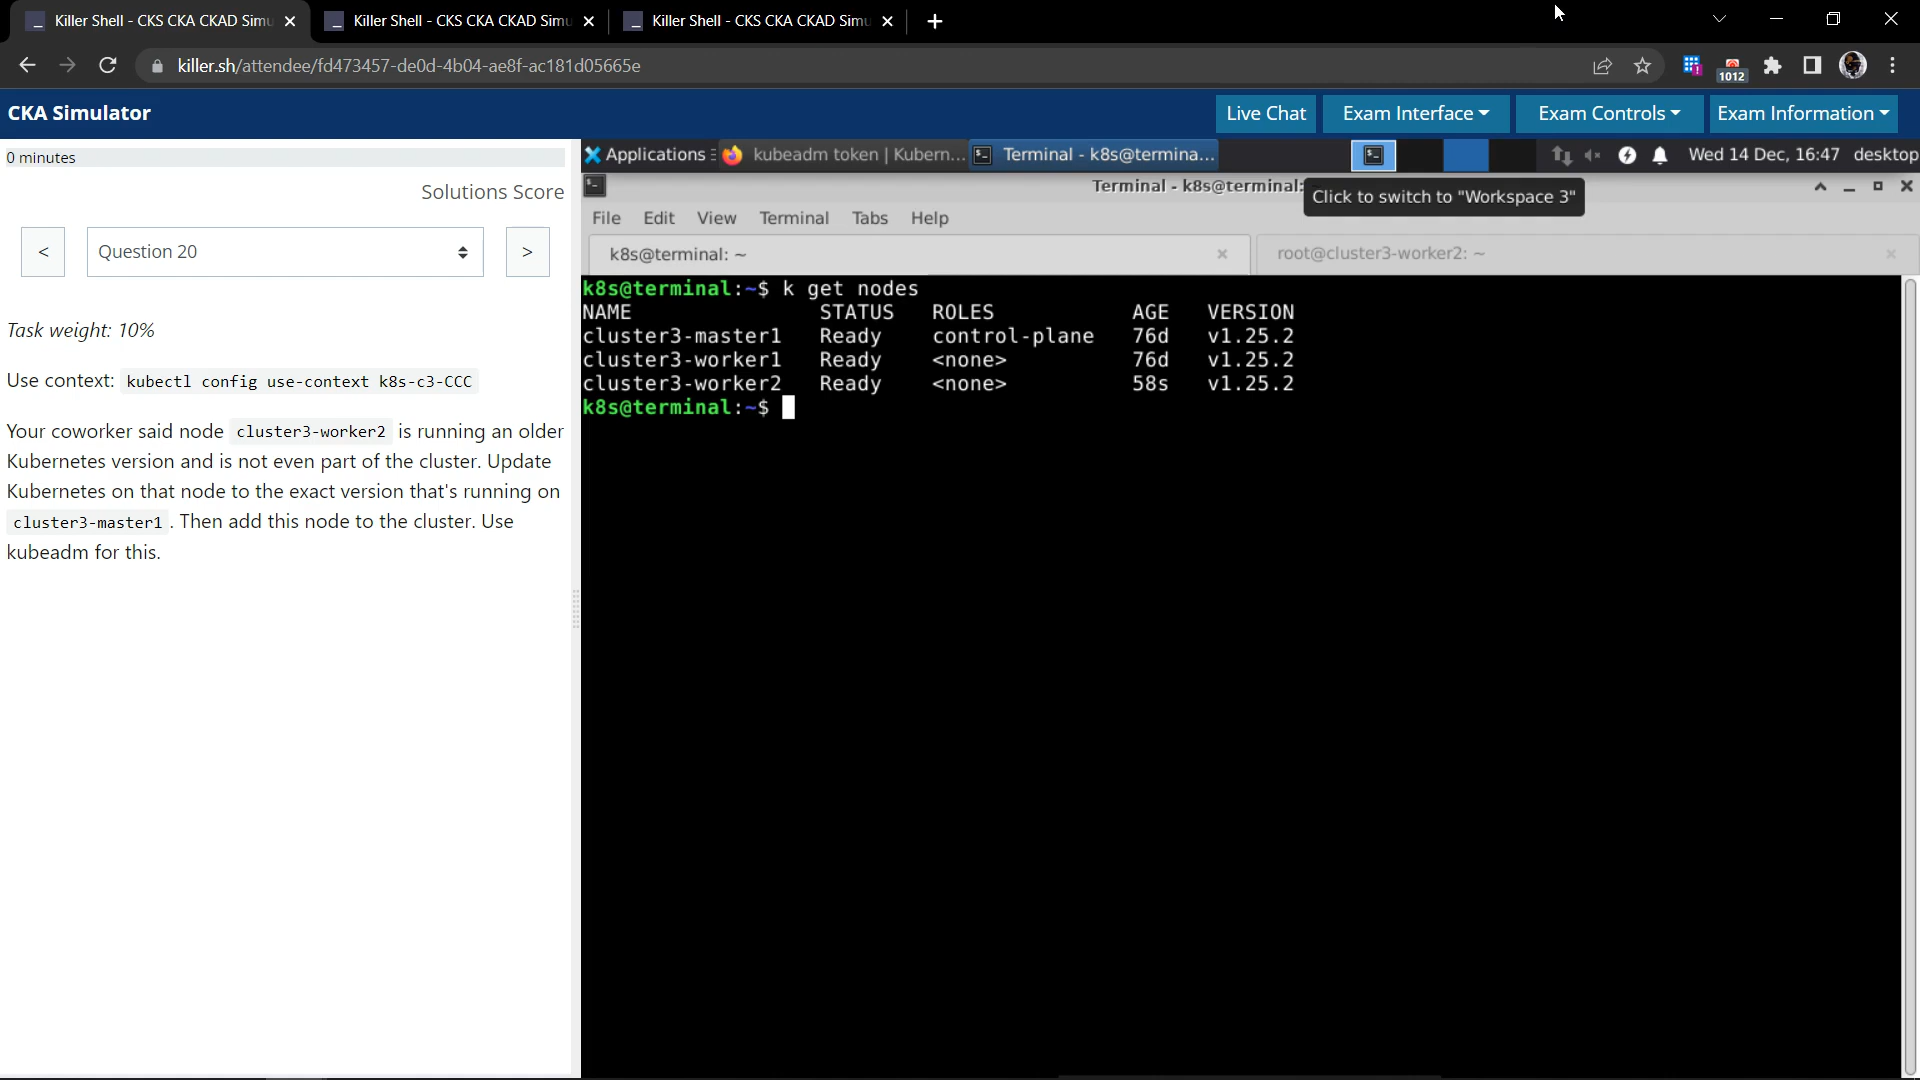 Killer Shell - CKS CKA CKAD Simu
Killer Shell - CKS CKA CKAD Simu
Killer Shell - CKS CKA CKAD Simu
killer.sh/attendee/fd473457-de0d-4b04-ae8f-ac181d05665e
1012
CKA Simulator
Live Chat
Exam Interface
Exam Controls
Exam Information
0 minutes
Solutions Score
<
Question 20
>
Task weight: 10%
Use context: kubectl config use-context k8s-c3-CCC
Your coworker said node cluster3-worker2 is running an older
Kubernetes version and is not even part of the cluster. Update
Kubernetes on that node to the exact version that's running on
cluster3-master1 . Then add this node to the cluster. Use
kubeadm for this.
Applications
kubeadm token | Kubern...
Terminal - k8s@termina...
Wed 14 Dec, 16:47
desktop
Terminal - k8s@terminal:
Click to switch to "Workspace 3"
File Edit View Terminal Tabs Help
k8s@terminal: ~
root@cluster3-worker2: ~
k8s@terminal:~$ k get nodes
NAME STATUS ROLES AGE VERSION
cluster3-master1 Ready control-plane 76d v1.25.2
cluster3-worker1 Ready <none> 76d v1.25.2
cluster3-worker2 Ready <none> 58s v1.25.2
k8s@terminal:~$